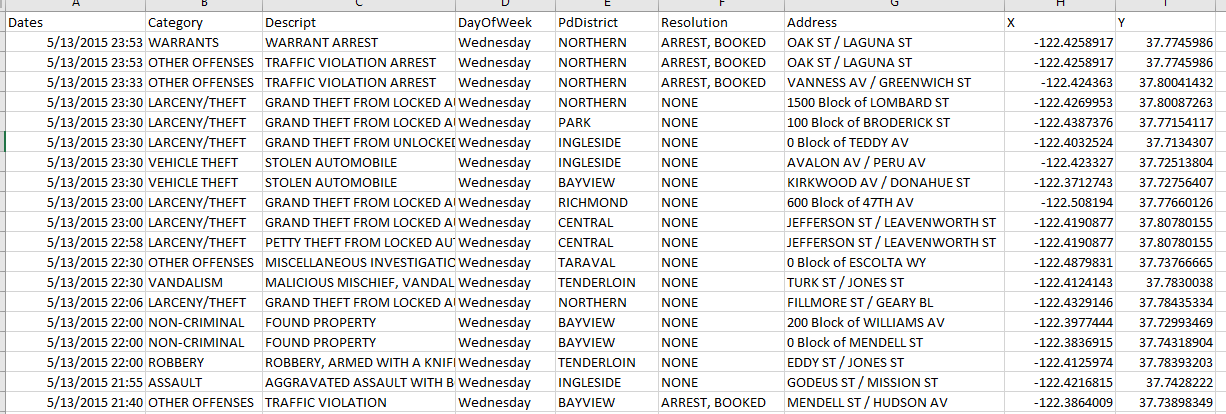 A B C D E F G H I
Dates Category Descript DayOfWeek PdDistrict Resolution Address X Y
5/13/2015 23:53 WARRANTS WARRANT ARREST Wednesday NORTHERN ARREST, BOOKED OAK ST / LAGUNA ST -122.4258917 37.7745986
5/13/2015 23:53 OTHER OFFENSES TRAFFIC VIOLATION ARREST Wednesday NORTHERN ARREST, BOOKED OAK ST / LAGUNA ST -122.4258917 37.7745986
5/13/2015 23:33 OTHER OFFENSES TRAFFIC VIOLATION ARREST Wednesday NORTHERN ARREST, BOOKED VANNESS AV / GREENWICH ST -122.424363 37.80041432
5/13/2015 23:30 LARCENY/THEFT GRAND THEFT FROM LOCKED AU Wednesday NORTHERN NONE 1500 Block of LOMBARD ST -122.4269953 37.80087263
5/13/2015 23:30 LARCENY/THEFT GRAND THEFT FROM LOCKED AU Wednesday PARK NONE 100 Block of BRODERICK ST -122.4387376 37.77154117
5/13/2015 23:30 LARCENY/THEFT GRAND THEFT FROM UNLOCKED Wednesday INGLESIDE NONE 0 Block of TEDDY AV -122.4032524 37.7134307
5/13/2015 23:30 VEHICLE THEFT STOLEN AUTOMOBILE Wednesday INGLESIDE NONE AVALON AV / PERU AV -122.423327 37.72513804
5/13/2015 23:30 VEHICLE THEFT STOLEN AUTOMOBILE Wednesday BAYVIEW NONE KIRKWOOD AV / DONAHUE ST -122.3712743 37.72756407
5/13/2015 23:00 LARCENY/THEFT GRAND THEFT FROM LOCKED AU Wednesday RICHMOND NONE 600 Block of 47TH AV -122.508194 37.77660126
5/13/2015 23:00 LARCENY/THEFT GRAND THEFT FROM LOCKED AU Wednesday CENTRAL NONE JEFFERSON ST / LEAVENWORTH ST -122.4190877 37.80780155
5/13/2015 22:58 LARCENY/THEFT PETTY THEFT FROM LOCKED AUT Wednesday CENTRAL NONE JEFFERSON ST / LEAVENWORTH ST -122.4190877 37.80780155
5/13/2015 22:30 OTHER OFFENSES MISCELLANEOUS INVESTIGATIO Wednesday TARAVAL NONE 0 Block of ESCOLTA WY -122.4879831 37.73766665
5/13/2015 22:30 VANDALISM MALICIOUS MISCHIEF, VANDAL Wednesday TENDERLOIN NONE TURK ST / JONES ST -122.4124143 37.7830038
5/13/2015 22:06 LARCENY/THEFT GRAND THEFT FROM LOCKED AU Wednesday NORTHERN NONE FILLMORE ST / GEARY BL -122.4329146 37.78435334
5/13/2015 22:00 NON-CRIMINAL FOUND PROPERTY Wednesday BAYVIEW NONE 200 Block of WILLIAMS AV -122.3977444 37.72993469
5/13/2015 22:00 NON-CRIMINAL FOUND PROPERTY Wednesday BAYVIEW NONE 0 Block of MENDELL ST -122.3836915 37.74318904
5/13/2015 22:00 ROBBERY ROBBERY, ARMED WITH A KNIF Wednesday TENDERLOIN NONE EDDY ST / JONES ST -122.4125974 37.78393203
5/13/2015 21:55 ASSAULT AGGRAVATED ASSAULT WITH B Wednesday INGLESIDE NONE GODEUS ST / MISSION ST -122.4216815 37.7428222
5/13/2015 21:40 OTHER OFFENSES TRAFFIC VIOLATION Wednesday BAYVIEW ARREST, BOOKED MENDELL ST / HUDSON AV -122.3864009 37.73898349